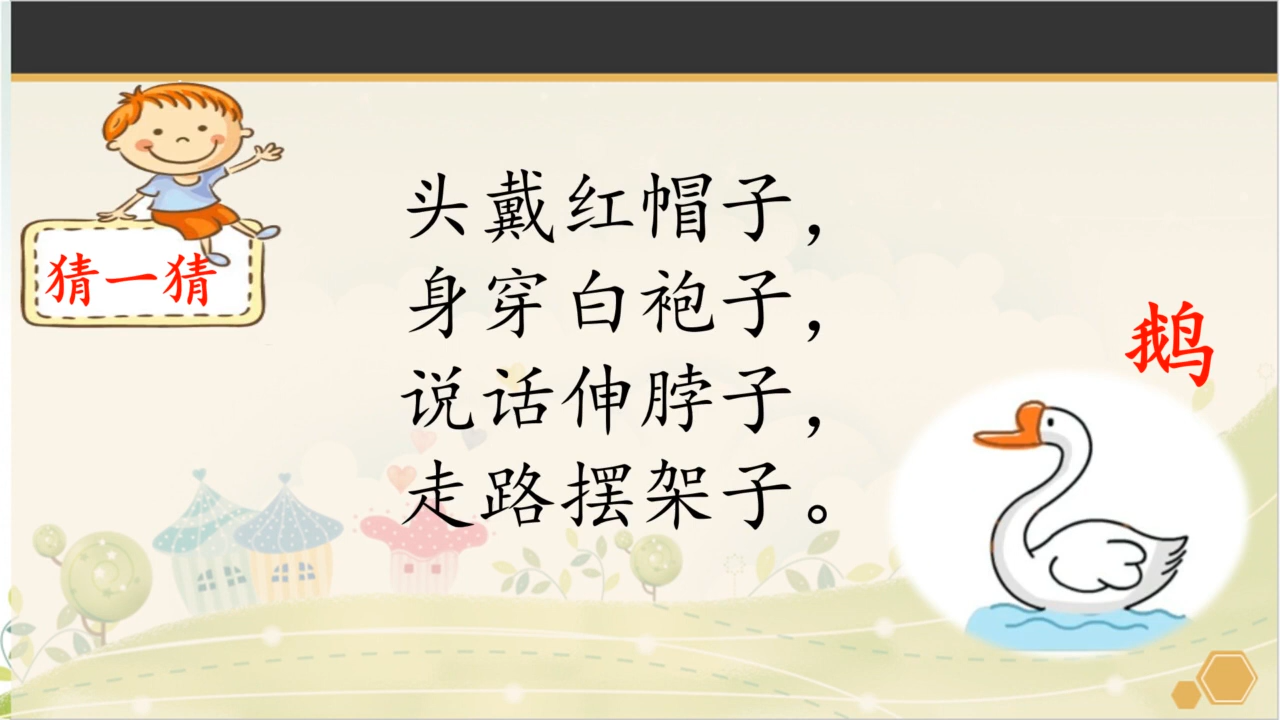 猜一猜
头戴红帽子，
身穿白袍子，
说话伸脖子，
走路摆架子。
鹅